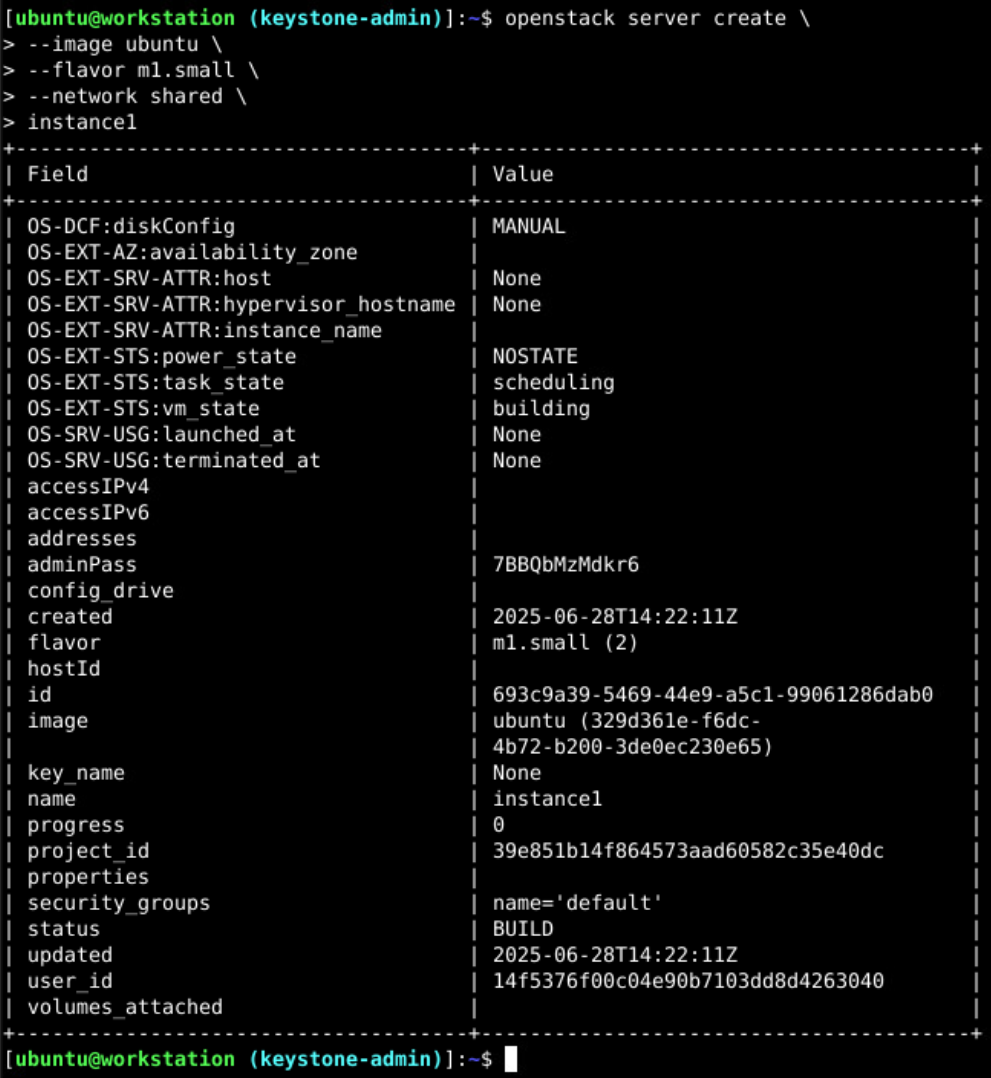 [ubuntu@workstation (keystone-admin)]:~$ openstack server create \
> --image ubuntu \
> --flavor m1.small \
> --network shared \
> instance1
+-------------------------------------+----------------------------------------+
| Field                               | Value                                  |
+-------------------------------------+----------------------------------------+
| OS-DCF:diskConfig                   | MANUAL                                 |
| OS-EXT-AZ:availability_zone         |                                        |
| OS-EXT-SRV-ATTR:host                | None                                   |
| OS-EXT-SRV-ATTR:hypervisor_hostname | None                                   |
| OS-EXT-SRV-ATTR:instance_name       |                                        |
| OS-EXT-STS:power_state              | NOSTATE                                |
| OS-EXT-STS:task_state               | scheduling                             |
| OS-EXT-STS:vm_state                 | building                               |
| OS-SRV-USG:launched_at              | None                                   |
| OS-SRV-USG:terminated_at            | None                                   |
| accessIPv4                          |                                        |
| accessIPv6                          |                                        |
| addresses                           |                                        |
| adminPass                           | 7BBQbMzMdkr6                           |
| config_drive                        |                                        |
| created                             | 2025-06-28T14:22:11Z                   |
| flavor                              | m1.small (2)                           |
| hostId                              |                                        |
| id                                  | 693c9a39-5469-44e9-a5c1-99061286dab0   |
| image                               | ubuntu (329d361e-f6dc-                 |
|                                     | 4b72-b200-3de0ec230e65)                |
| key_name                            | None                                   |
| name                                | instance1                              |
| progress                            | 0                                      |
| project_id                          | 39e851b14f864573aad60582c35e40dc       |
| properties                          |                                        |
| security_groups                     | name='default'                         |
| status                              | BUILD                                  |
| updated                             | 2025-06-28T14:22:11Z                   |
| user_id                             | 14f5376f00c04e90b7103dd8d4263040       |
| volumes_attached                    |                                        |
+-------------------------------------+----------------------------------------+
[ubuntu@workstation (keystone-admin)]:~$